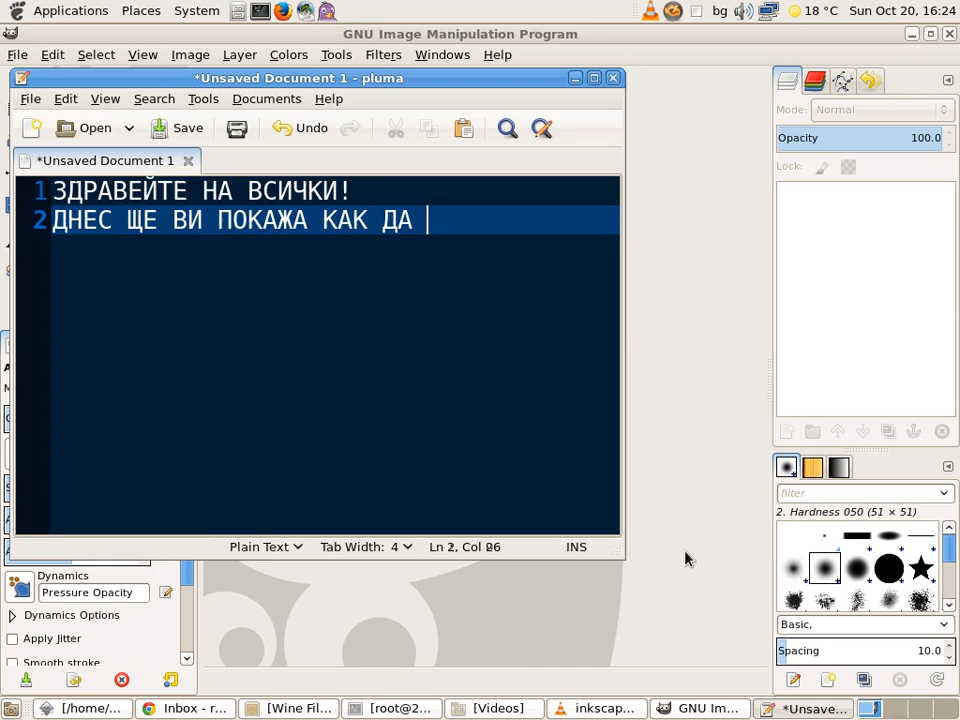 Applications Places System bg 18 °C Sun Oct 20, 16:24
GNU Image Manipulation Program
File Edit Select View Image Layer Colors Tools Filters Windows Help
*Unsaved Document 1 - pluma
File Edit View Search Tools Documents Help
Open Save Undo
*Unsaved Document 1
1 ЗДРАВЕЙТЕ НА ВСИЧКИ!
2 ДНЕС ЩЕ ВИ ПОКАЖА КАК ДА
Plain Text Tab Width: 4 Ln 2, Col 26 INS
Mode: Normal
Opacity 100.0
Lock:
filter
2. Hardness 050 (51 × 51)
Basic,
Spacing 10.0
Dynamics
Pressure Opacity
Dynamics Options
Apply Jitter
Smooth stroke
[/home/... Inbox - r... [Wine Fil... [root@2... [Videos] inkscap... GNU Im... *Unsave...